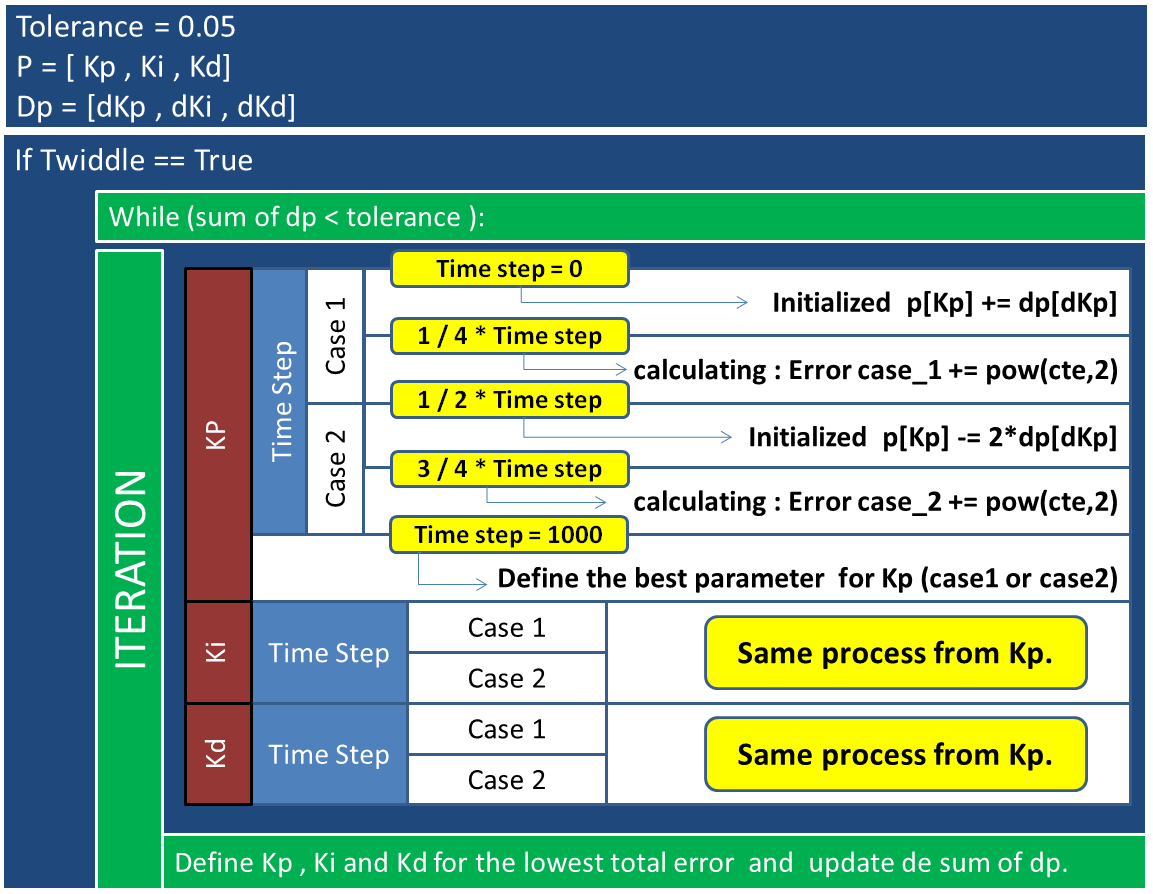 Tolerance = 0.05
P = [ Kp , Ki , Kd]
Dp = [dKp , dKi , dKd]
If Twiddle == True
While (sum of dp < tolerance ):
ITERATION
KP
Time Step
Case 1
Time step = 0
Initialized p[Kp] += dp[dKp]
1 / 4 * Time step
calculating : Error case_1 += pow(cte,2)
Case 2
1 / 2 * Time step
Initialized p[Kp] -= 2*dp[dKp]
3 / 4 * Time step
calculating : Error case_2 += pow(cte,2)
Time step = 1000
Define the best parameter for Kp (case1 or case2)
Ki
Time Step
Case 1
Case 2
Same process from Kp.
Kd
Time Step
Case 1
Case 2
Same process from Kp.
Define Kp , Ki and Kd for the lowest total error and update de sum of dp.